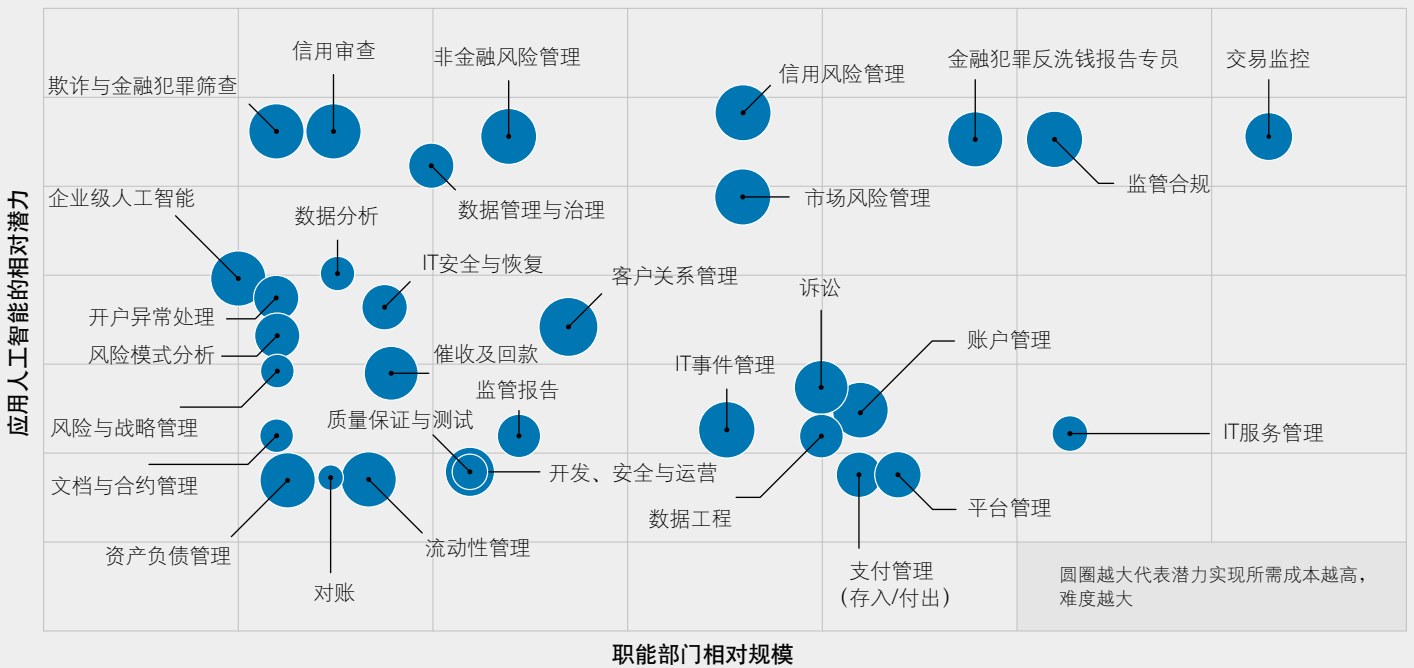 信用审查
非金融风险管理
金融犯罪反洗钱报告专员
交易监控
信用风险管理
欺诈与金融犯罪筛查
监管合规
企业级人工智能
市场风险管理
数据管理与治理
数据分析
IT安全与恢复
客户关系管理
诉讼
开户异常处理
账户管理
风险模式分析
催收及回款
IT事件管理
监管报告
质量保证与测试
风险与战略管理
IT服务管理
开发、安全与运营
文档与合约管理
平台管理
数据工程
流动性管理
资产负债管理
支付管理
(存入/付出)
对账
圆圈越大代表潜力实现所需成本越高，
难度越大
应用人工智能的相对潜力
职能部门相对规模